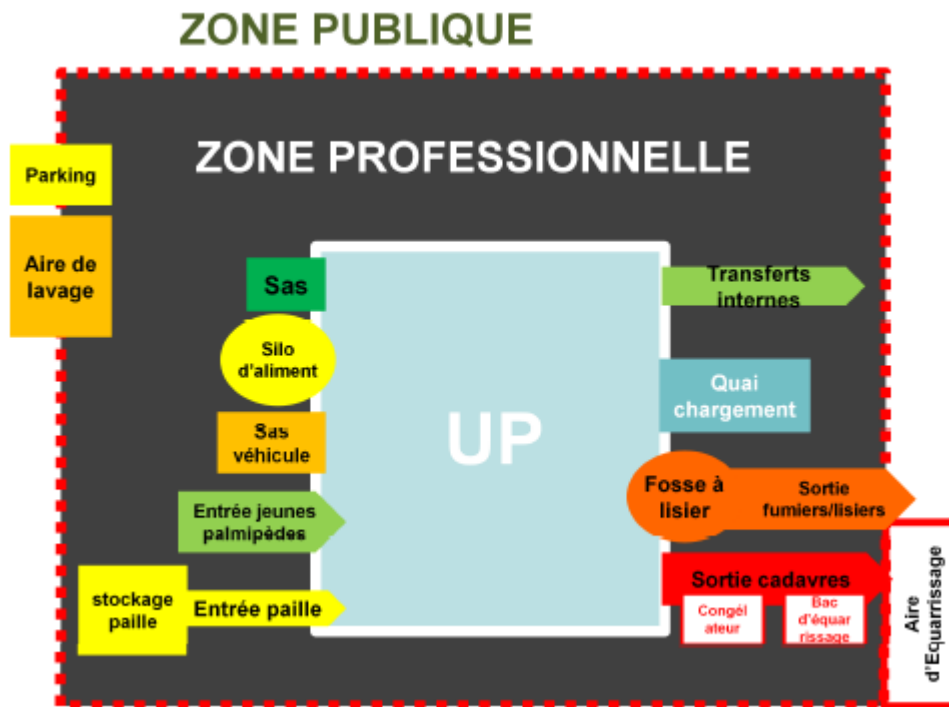 ZONE PUBLIQUE
ZONE PROFESSIONNELLE
Parking
Aire de
lavage
Sas
Silo
d'aliment
Sas
véhicule
Entrée jeunes
palmipèdes
stockage
paille
Entrée paille
UP
Transferts
internes
Quai
chargement
Fosse à
lisier
Sortie
fumiers/lisiers
Sortie cadavres
Congél
ateur
Bac
d'équar
rissage
Aire
d'Equarrissage